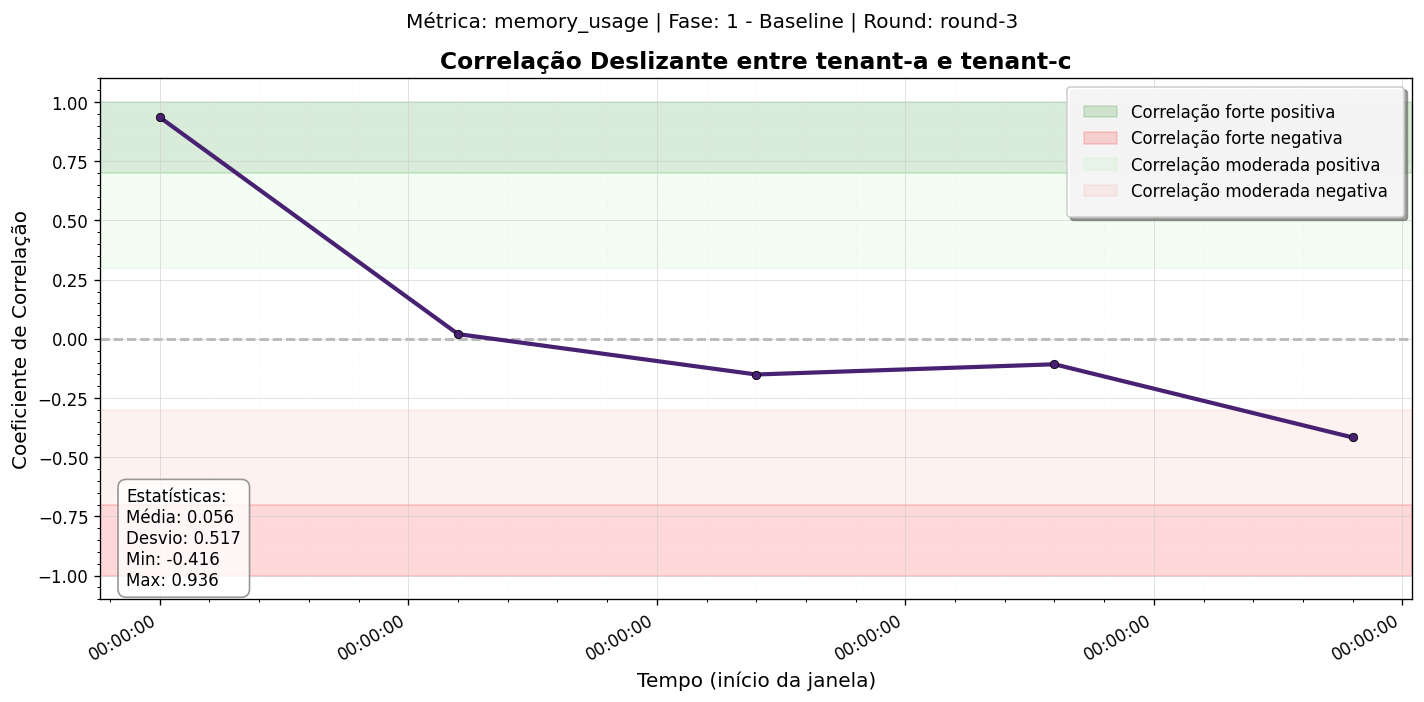 Métrica: memory_usage | Fase: 1 - Baseline | Round: round-3
Correlação Deslizante entre tenant-a e tenant-c
Coeficiente de Correlação
1.00
0.75
0.50
0.25
0.00
−0.25
−0.50
−0.75
−1.00
Correlação forte positiva
Correlação forte negativa
Correlação moderada positiva
Correlação moderada negativa
Estatísticas:
Média: 0.056
Desvio: 0.517
Min: -0.416
Max: 0.936
00:00:00
00:00:00
00:00:00
00:00:00
00:00:00
00:00:00
Tempo (início da janela)